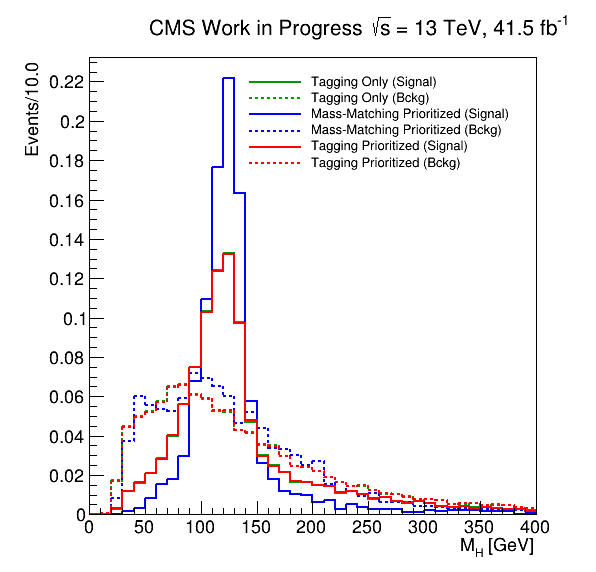 CMS Work in Progress √s = 13 TeV, 41.5 fb⁻¹
Events/10.0
0.22
0.2
0.18
0.16
0.14
0.12
0.1
0.08
0.06
0.04
0.02
0
Tagging Only (Signal)
Tagging Only (Bckg)
Mass-Matching Prioritized (Signal)
Mass-Matching Prioritized (Bckg)
Tagging Prioritized (Signal)
Tagging Prioritized (Bckg)
0 50 100 150 200 250 300 350 400
M_H [GeV]